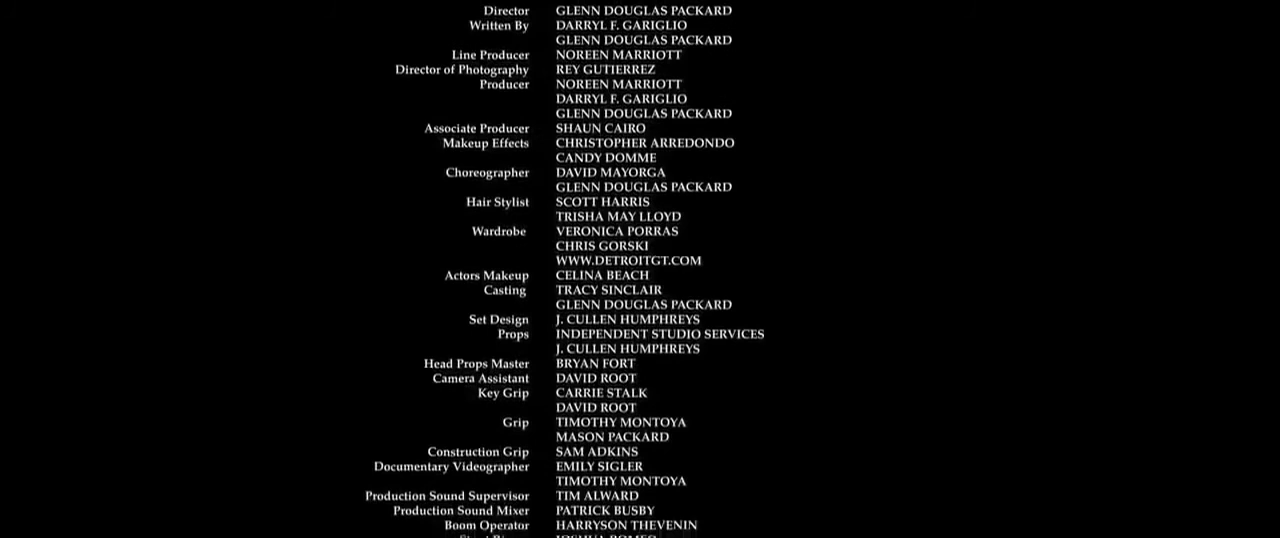 Director GLENN DOUGLAS PACKARD
Written By DARRYL F. GARIGLIO
GLENN DOUGLAS PACKARD
Line Producer NOREEN MARRIOTT
Director of Photography REY GUTIERREZ
Producer NOREEN MARRIOTT
DARRYL F. GARIGLIO
GLENN DOUGLAS PACKARD
Associate Producer SHAUN CAIRO
Makeup Effects CHRISTOPHER ARREDONDO
CANDY DOMME
Choreographer DAVID MAYORGA
GLENN DOUGLAS PACKARD
Hair Stylist SCOTT HARRIS
TRISHA MAY LLOYD
Wardrobe VERONICA PORRAS
CHRIS GORSKI
WWW.DETROITGT.COM
Actors Makeup CELINA BEACH
Casting TRACY SINCLAIR
GLENN DOUGLAS PACKARD
Set Design J. CULLEN HUMPHREYS
Props INDEPENDENT STUDIO SERVICES
J. CULLEN HUMPHREYS
Head Props Master BRYAN FORT
Camera Assistant DAVID ROOT
Key Grip CARRIE STALK
DAVID ROOT
Grip TIMOTHY MONTOYA
MASON PACKARD
Construction Grip SAM ADKINS
Documentary Videographer EMILY SIGLER
TIMOTHY MONTOYA
Production Sound Supervisor TIM ALWARD
Production Sound Mixer PATRICK BUSBY
Boom Operator HARRYSON THEVENIN